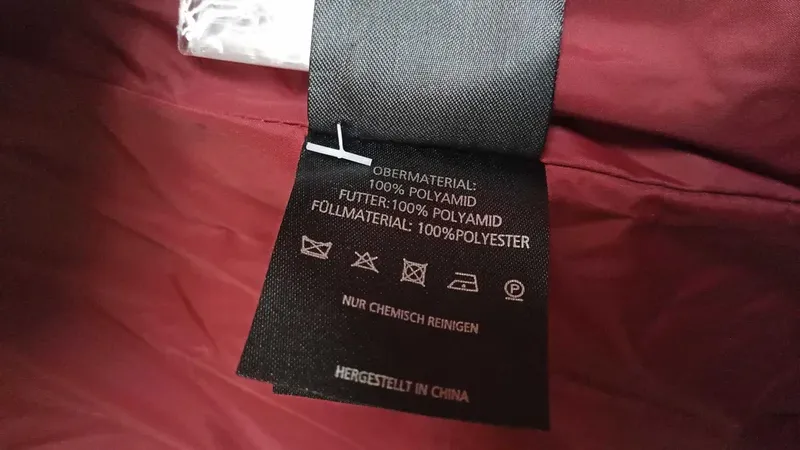 OBERMATERIAL:
100% POLYAMID
FUTTER:100% POLYAMID
FÜLLMATERIAL: 100%POLYESTER
P
NUR CHEMISCH REINIGEN
HERGESTELLT IN CHINA